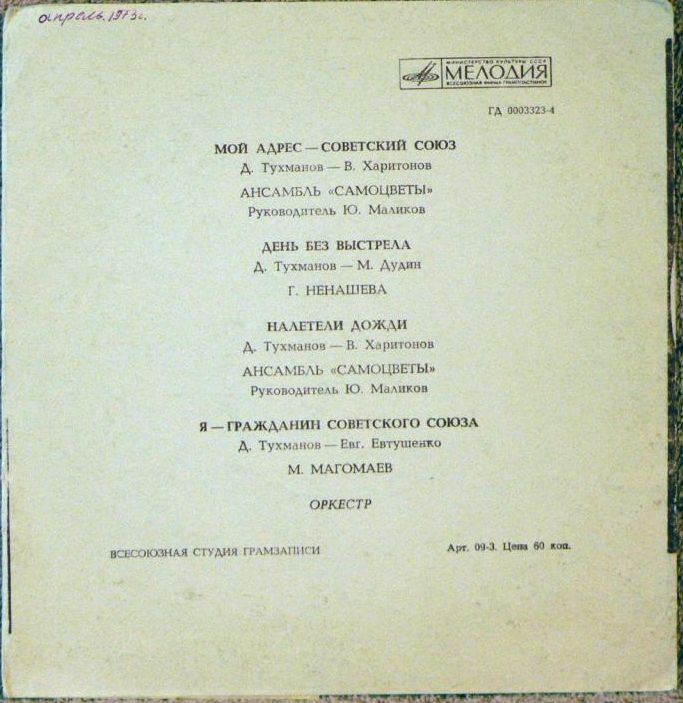 апрель. 1973г.
МИНИСТЕРСТВО КУЛЬТУРЫ СССР
МЕЛОДИЯ
ВСЕСОЮЗНАЯ ФИРМА ГРАМПЛАСТИНОК
ГД 0003323-4
МОЙ АДРЕС — СОВЕТСКИЙ СОЮЗ
Д. Тухманов — В. Харитонов
АНСАМБЛЬ «САМОЦВЕТЫ»
Руководитель Ю. Маликов
ДЕНЬ БЕЗ ВЫСТРЕЛА
Д. Тухманов — М. Дудин
Г. НЕНАШЕВА
НАЛЕТЕЛИ ДОЖДИ
Д. Тухманов — В. Харитонов
АНСАМБЛЬ «САМОЦВЕТЫ»
Руководитель Ю. Маликов
Я — ГРАЖДАНИН СОВЕТСКОГО СОЮЗА
Д. Тухманов — Евг. Евтушенко
М. МАГОМАЕВ
ОРКЕСТР
ВСЕСОЮЗНАЯ СТУДИЯ ГРАМЗАПИСИ
Арт. 09-3. Цена 60 коп.